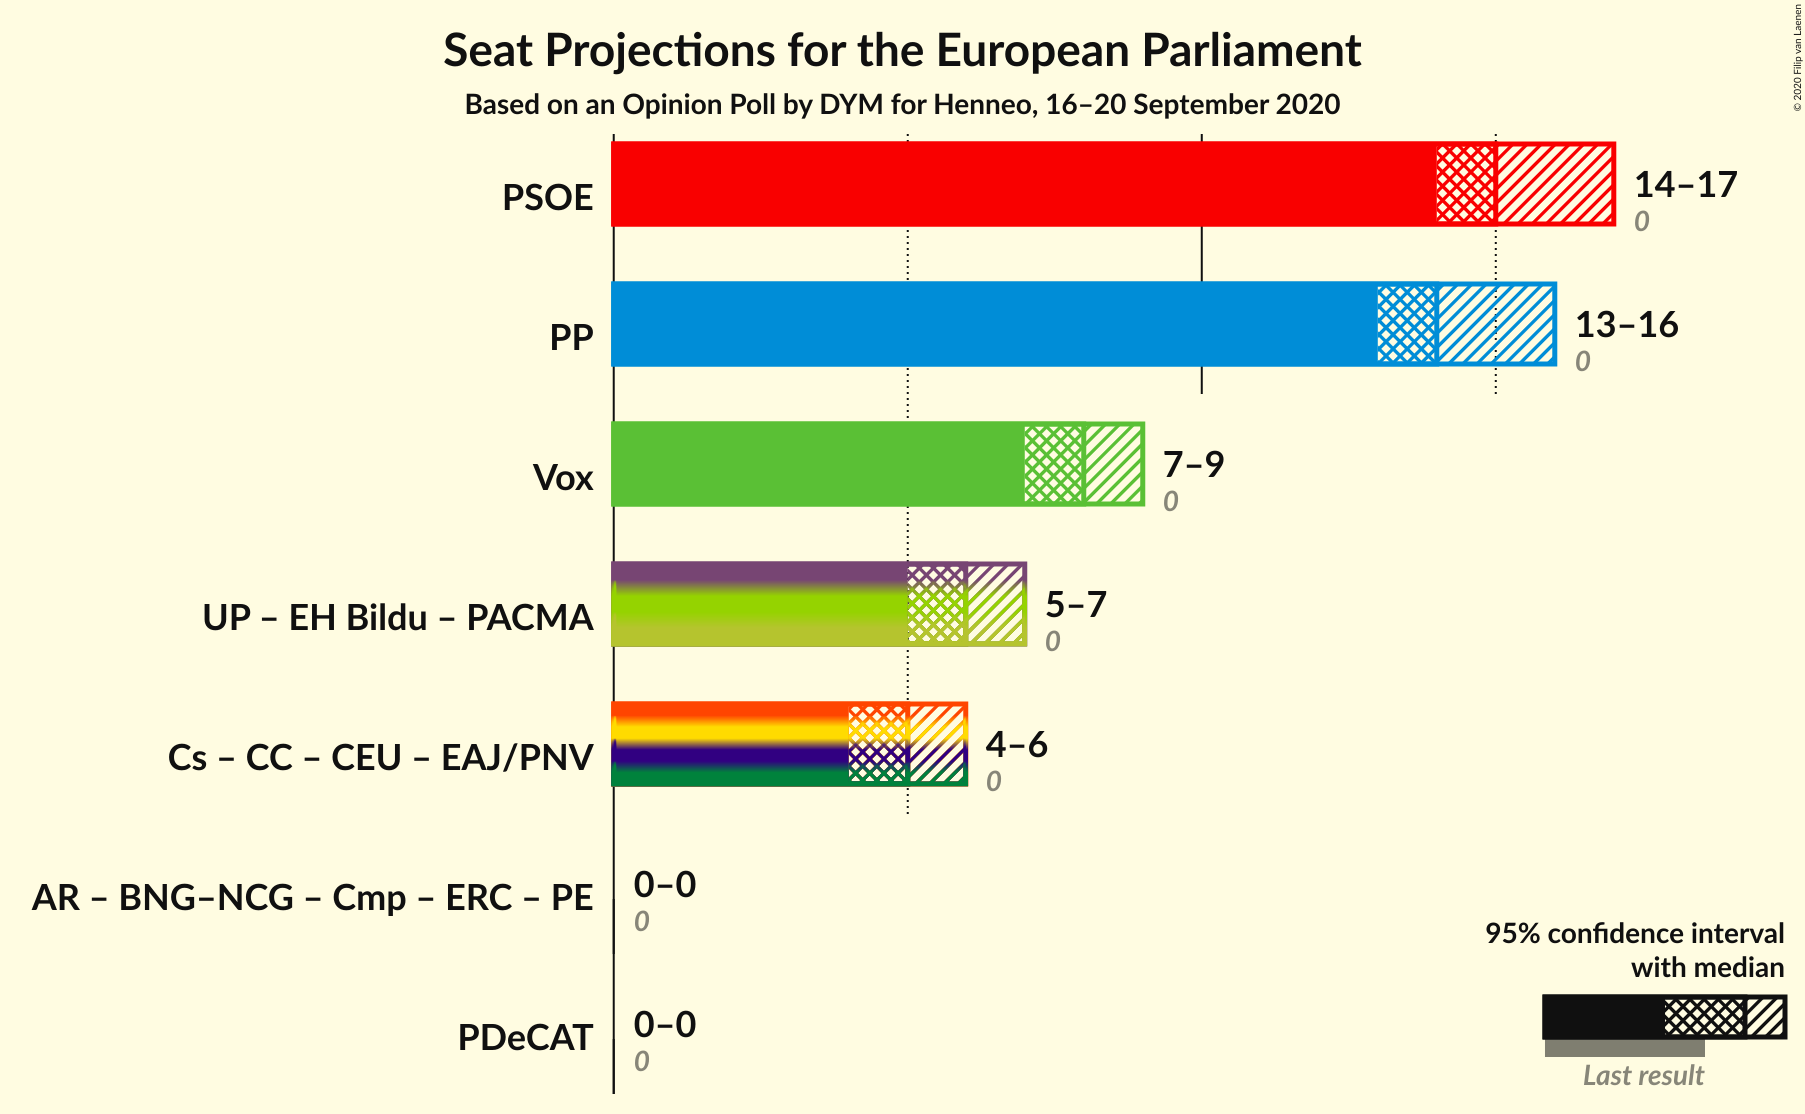 Seat Projections for the European Parliament
Based on an Opinion Poll by DYM for Henneo, 16–20 September 2020
© 2020 Filip van Laenen
PSOE
14–17
0
PP
13–16
0
Vox
7–9
0
UP – EH Bildu – PACMA
5–7
0
Cs – CC – CEU – EAJ/PNV
4–6
0
AR – BNG–NCG – Cmp – ERC – PE
0–0
0
PDeCAT
0–0
0
95% confidence interval
with median
Last result